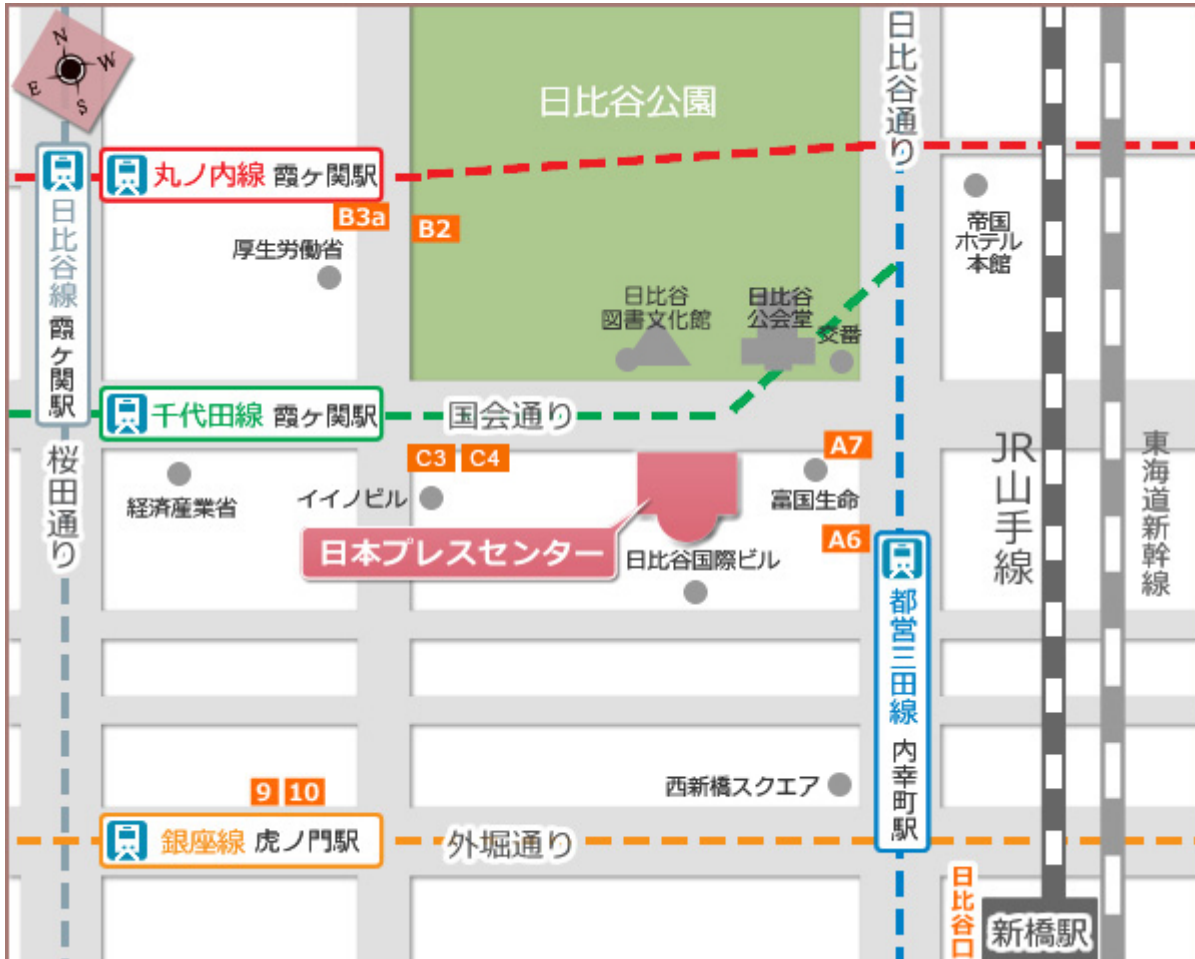 N
W
E
S
日比谷公園
日比谷通り
丸ノ内線 霞ヶ関駅
日比谷線 霞ヶ関駅
B3a
B2
厚生労働省
帝国
ホテル
本館
日比谷
図書文化館
日比谷
公会堂
交番
千代田線 霞ヶ関駅
国会通り
桜田通り
C3
C4
A7
JR山手線
東海道新幹線
経済産業省
イイノビル
富国生命
日本プレスセンター
A6
日比谷国際ビル
都営三田線 内幸町駅
9
10
西新橋スクエア
銀座線 虎ノ門駅
外堀通り
日比谷口
新橋駅